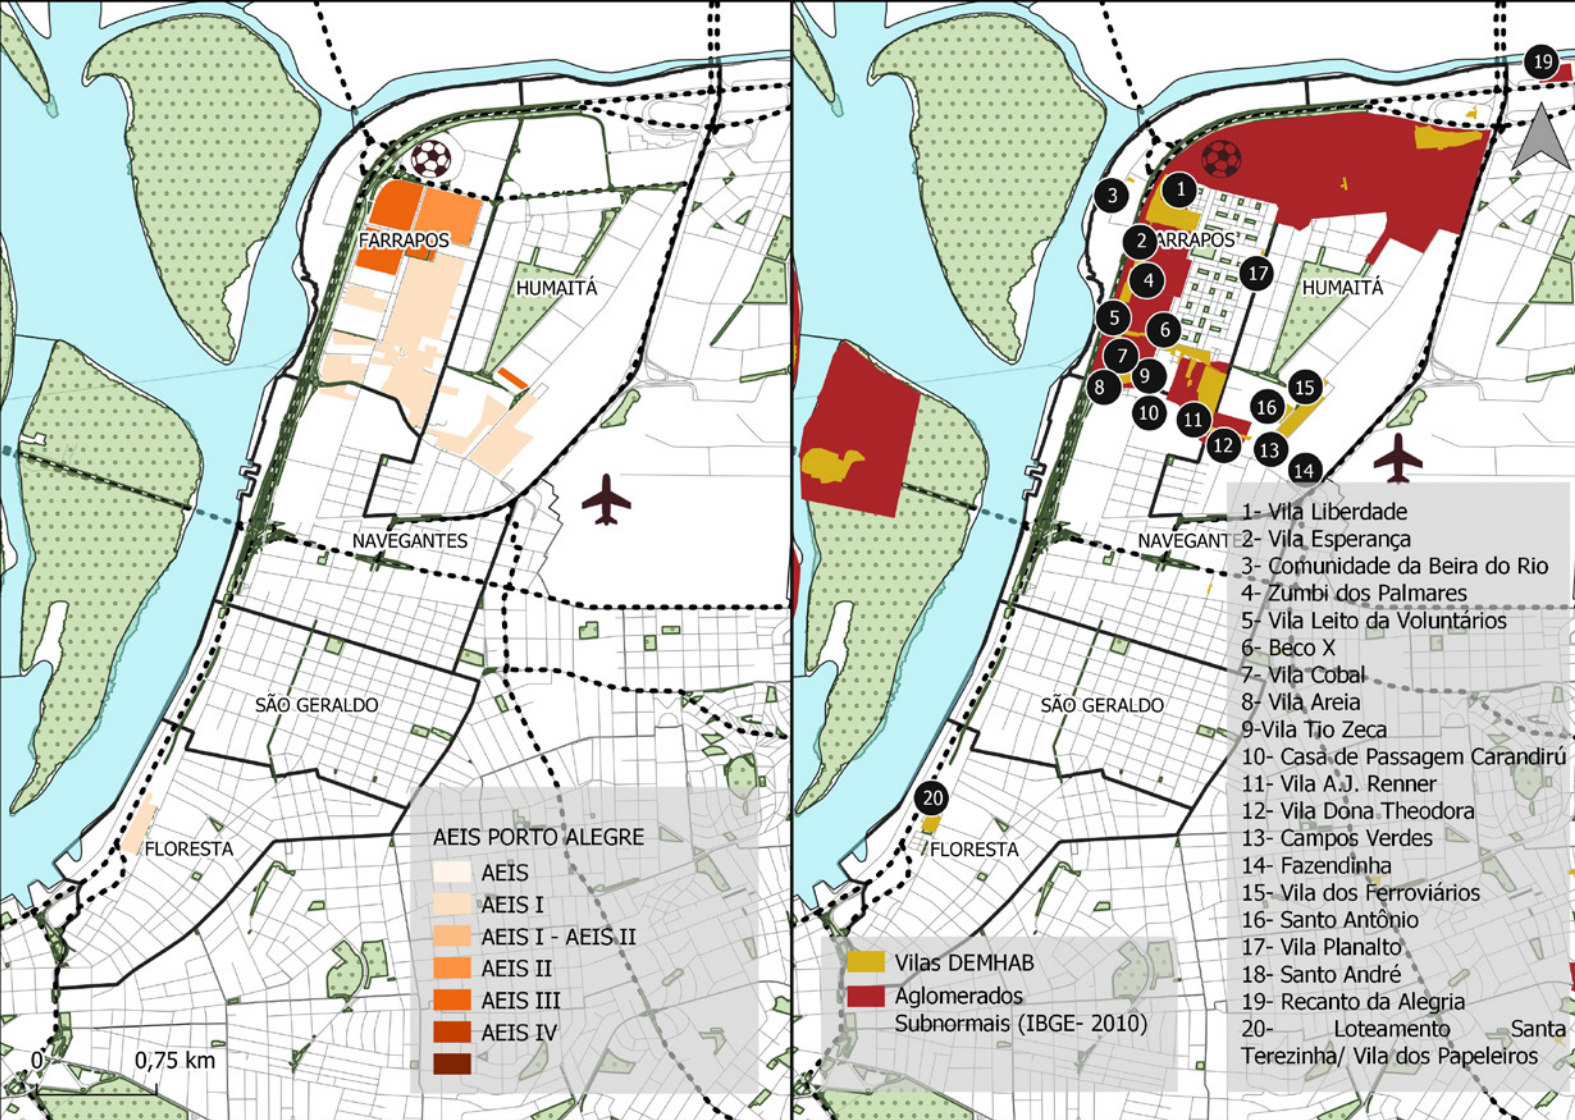 FARRAPOS
HUMAITÁ
NAVEGANTES
SÃO GERALDO
FLORESTA
AEIS PORTO ALEGRE
AEIS
AEIS I
AEIS I - AEIS II
AEIS II
AEIS III
AEIS IV
0 0,75 km
19
1
3
2
ARRAPOS
17
4
HUMAITÁ
5
6
7
9
8
15
16
10
11
12
13
14
NAVEGANTE
SÃO GERALDO
20
FLORESTA
Vilas DEMHAB
Aglomerados
Subnormais (IBGE- 2010)
1- Vila Liberdade
2- Vila Esperança
3- Comunidade da Beira do Rio
4- Zumbi dos Palmares
5- Vila Leito da Voluntários
6- Beco X
7- Vila Cobal
8- Vila Areia
9-Vila Tio Zeca
10- Casa de Passagem Carandirú
11- Vila A.J. Renner
12- Vila Dona Theodora
13- Campos Verdes
14- Fazendinha
15- Vila dos Ferroviários
16- Santo Antônio
17- Vila Planalto
18- Santo André
19- Recanto da Alegria
20- Loteamento Santa
Terezinha/ Vila dos Papeleiros